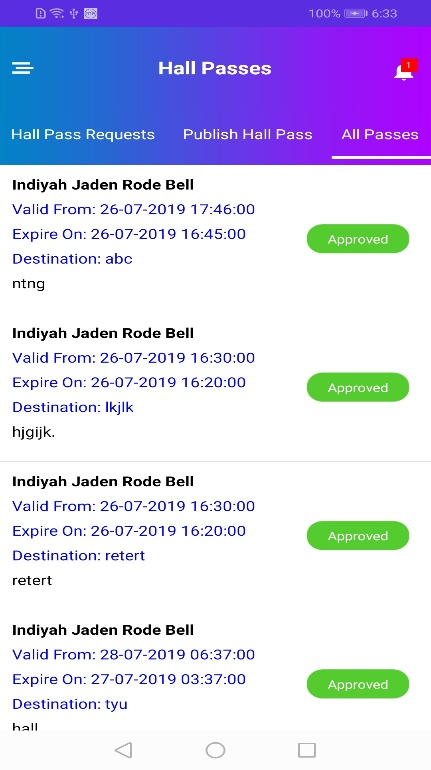 100% 6:33
Hall Passes
1
Hall Pass Requests Publish Hall Pass All Passes
Indiyah Jaden Rode Bell
Valid From: 26-07-2019 17:46:00
Expire On: 26-07-2019 16:45:00
Approved
Destination: abc
ntng
Indiyah Jaden Rode Bell
Valid From: 26-07-2019 16:30:00
Expire On: 26-07-2019 16:20:00
Approved
Destination: lkjlk
hjgijk.
Indiyah Jaden Rode Bell
Valid From: 26-07-2019 16:30:00
Expire On: 26-07-2019 16:20:00
Approved
Destination: retert
retert
Indiyah Jaden Rode Bell
Valid From: 28-07-2019 06:37:00
Expire On: 27-07-2019 03:37:00
Approved
Destination: tyu
hall